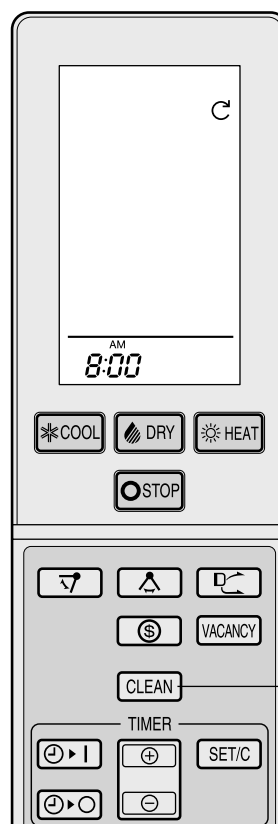 AM
8:00
COOL DRY HEAT
STOP
$ VACANCY
CLEAN
TIMER
SET/C